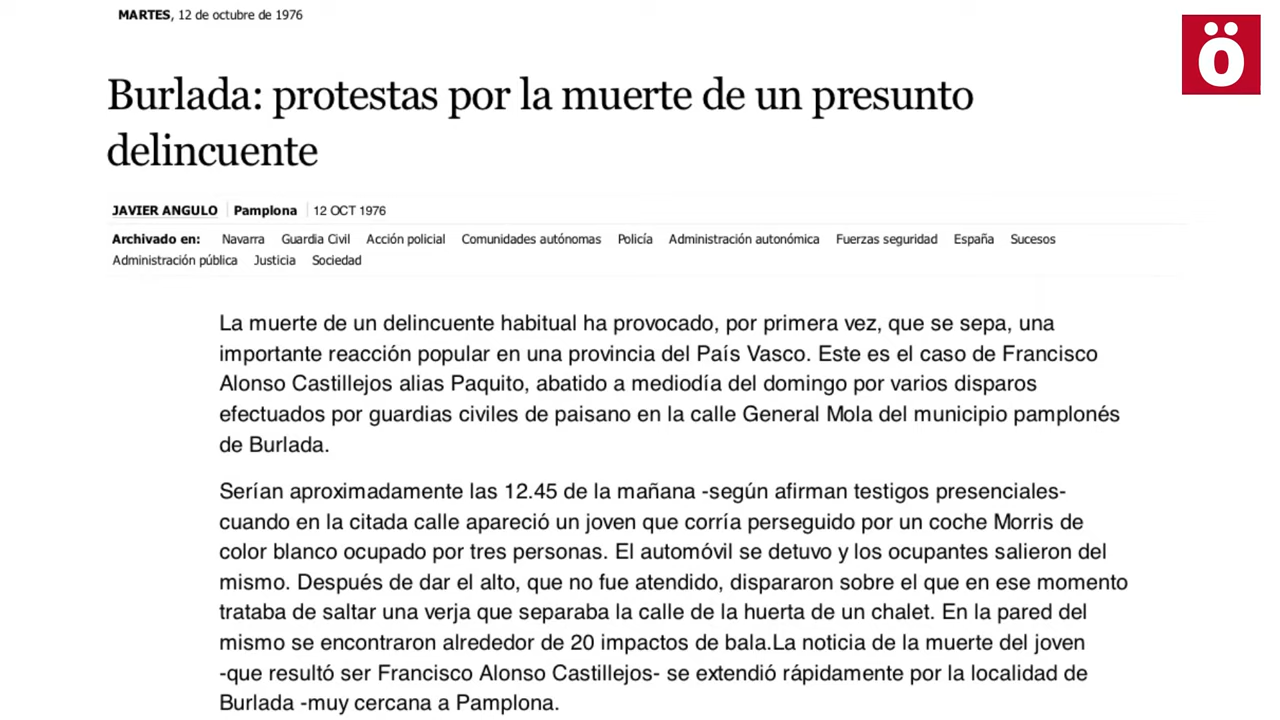 MARTES, 12 de octubre de 1976
ö
Burlada: protestas por la muerte de un presunto
delincuente
JAVIER ANGULO Pamplona 12 OCT 1976
Archivado en: Navarra Guardia Civil Acción policial Comunidades autónomas Policía Administración autonómica Fuerzas seguridad España Sucesos
Administración pública Justicia Sociedad
La muerte de un delincuente habitual ha provocado, por primera vez, que se sepa, una
importante reacción popular en una provincia del País Vasco. Este es el caso de Francisco
Alonso Castillejos alias Paquito, abatido a mediodía del domingo por varios disparos
efectuados por guardias civiles de paisano en la calle General Mola del municipio pamplonés
de Burlada.
Serían aproximadamente las 12.45 de la mañana -según afirman testigos presenciales-
cuando en la citada calle apareció un joven que corría perseguido por un coche Morris de
color blanco ocupado por tres personas. El automóvil se detuvo y los ocupantes salieron del
mismo. Después de dar el alto, que no fue atendido, dispararon sobre el que en ese momento
trataba de saltar una verja que separaba la calle de la huerta de un chalet. En la pared del
mismo se encontraron alrededor de 20 impactos de bala.La noticia de la muerte del joven
-que resultó ser Francisco Alonso Castillejos- se extendió rápidamente por la localidad de
Burlada -muy cercana a Pamplona.